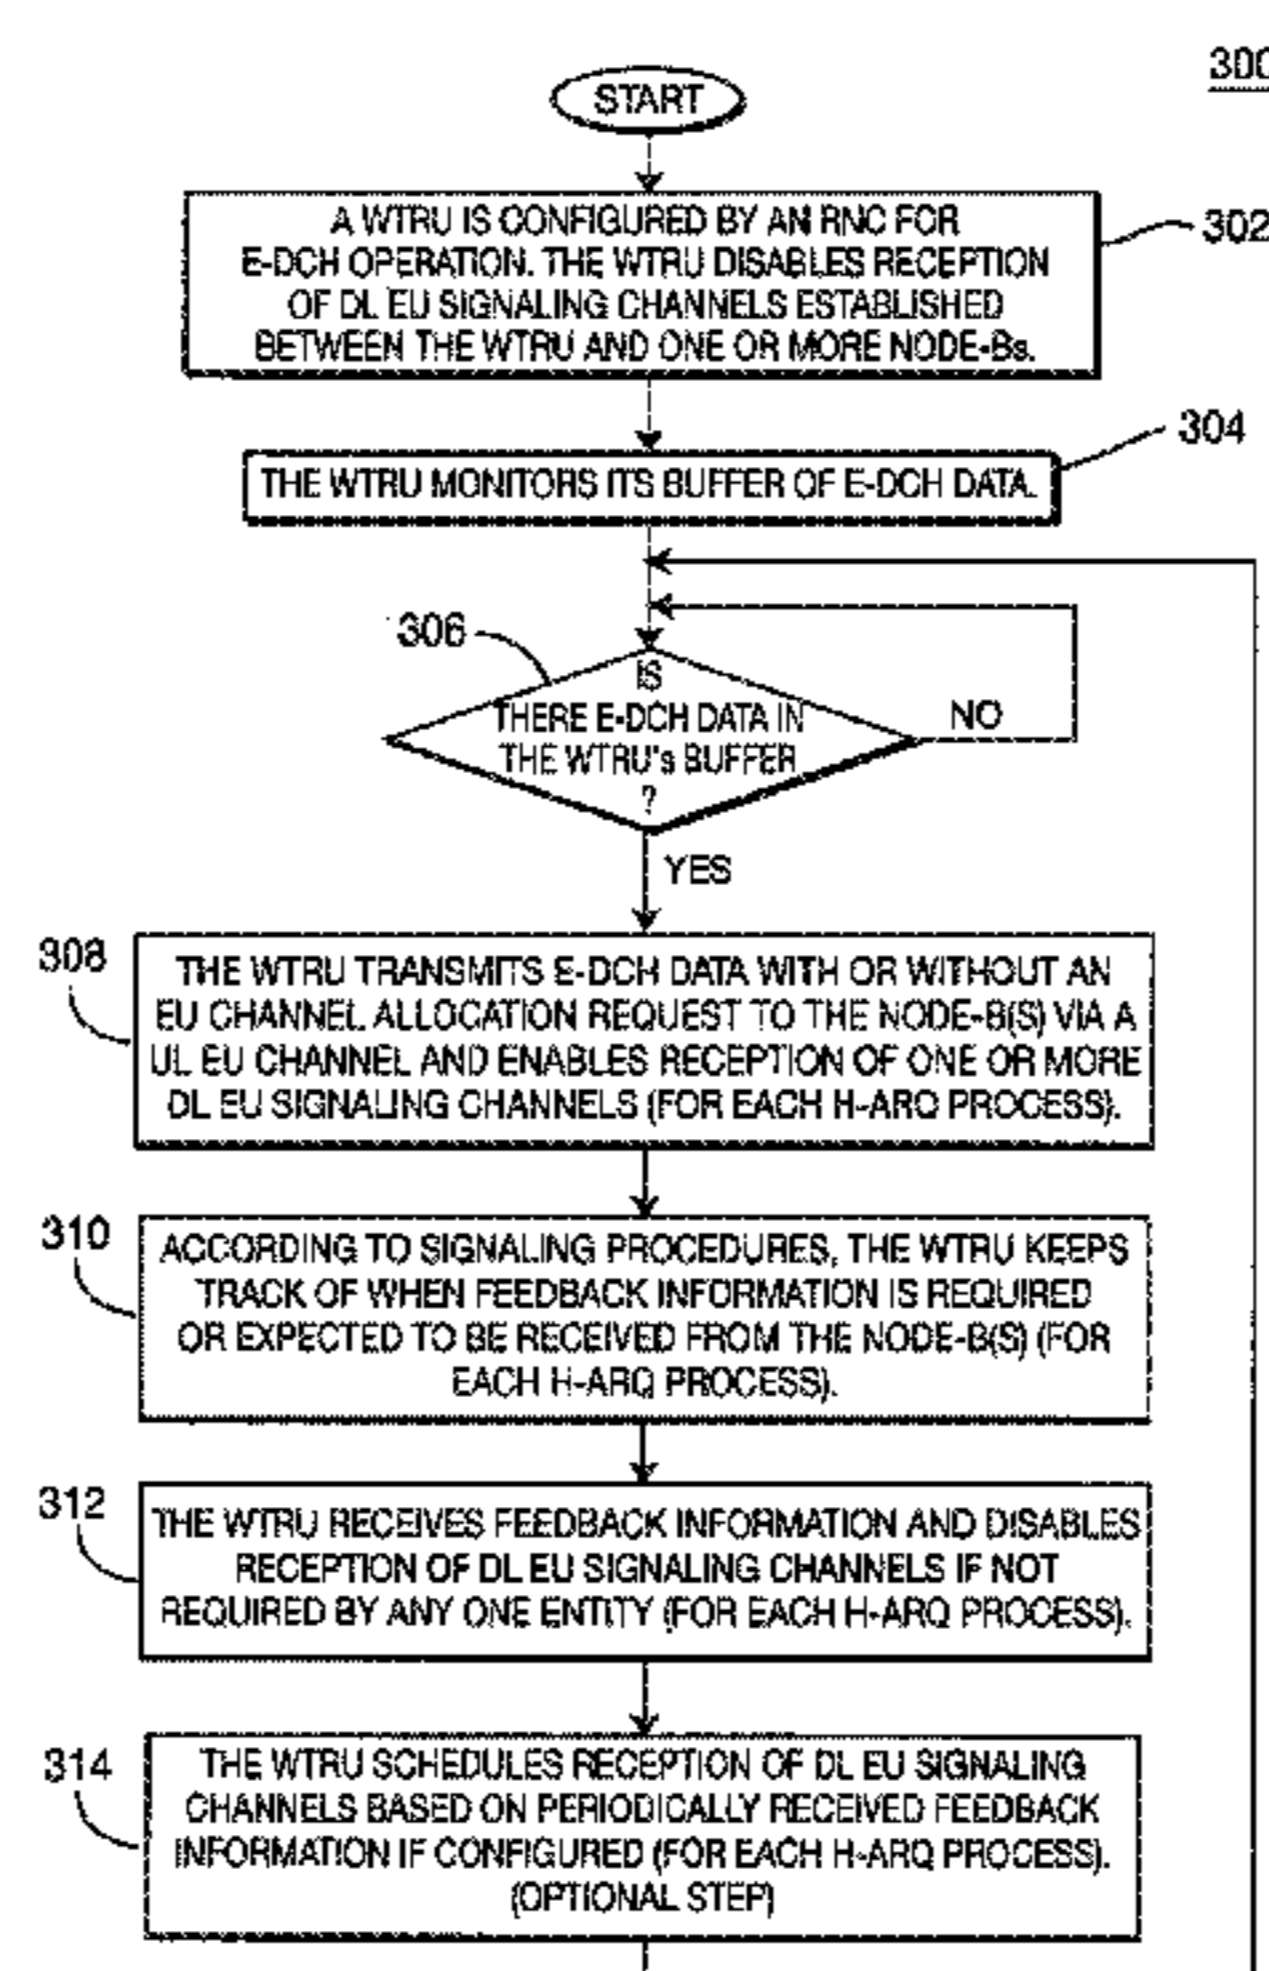 300
START
A WTRU IS CONFIGURED BY AN RNC FOR
E-DCH OPERATION. THE WTRU DISABLES RECEPTION
OF DL EU SIGNALING CHANNELS ESTABLISHED
BETWEEN THE WTRU AND ONE OR MORE NODE-Bs.
302
THE WTRU MONITORS ITS BUFFER OF E-DCH DATA.
304
306
IS
THERE E-DCH DATA IN
THE WTRU's BUFFER
?
NO
YES
308
THE WTRU TRANSMITS E-DCH DATA WITH OR WITHOUT AN
EU CHANNEL ALLOCATION REQUEST TO THE NODE-B(S) VIA A
UL EU CHANNEL AND ENABLES RECEPTION OF ONE OR MORE
DL EU SIGNALING CHANNELS (FOR EACH H-ARQ PROCESS).
310
ACCORDING TO SIGNALING PROCEDURES, THE WTRU KEEPS
TRACK OF WHEN FEEDBACK INFORMATION IS REQUIRED
OR EXPECTED TO BE RECEIVED FROM THE NODE-B(S) (FOR
EACH H-ARQ PROCESS).
312
THE WTRU RECEIVES FEEDBACK INFORMATION AND DISABLES
RECEPTION OF DL EU SIGNALING CHANNELS IF NOT
REQUIRED BY ANY ONE ENTITY (FOR EACH H-ARQ PROCESS).
314
THE WTRU SCHEDULES RECEPTION OF DL EU SIGNALING
CHANNELS BASED ON PERIODICALLY RECEIVED FEEDBACK
INFORMATION IF CONFIGURED (FOR EACH H-ARQ PROCESS).
(OPTIONAL STEP)